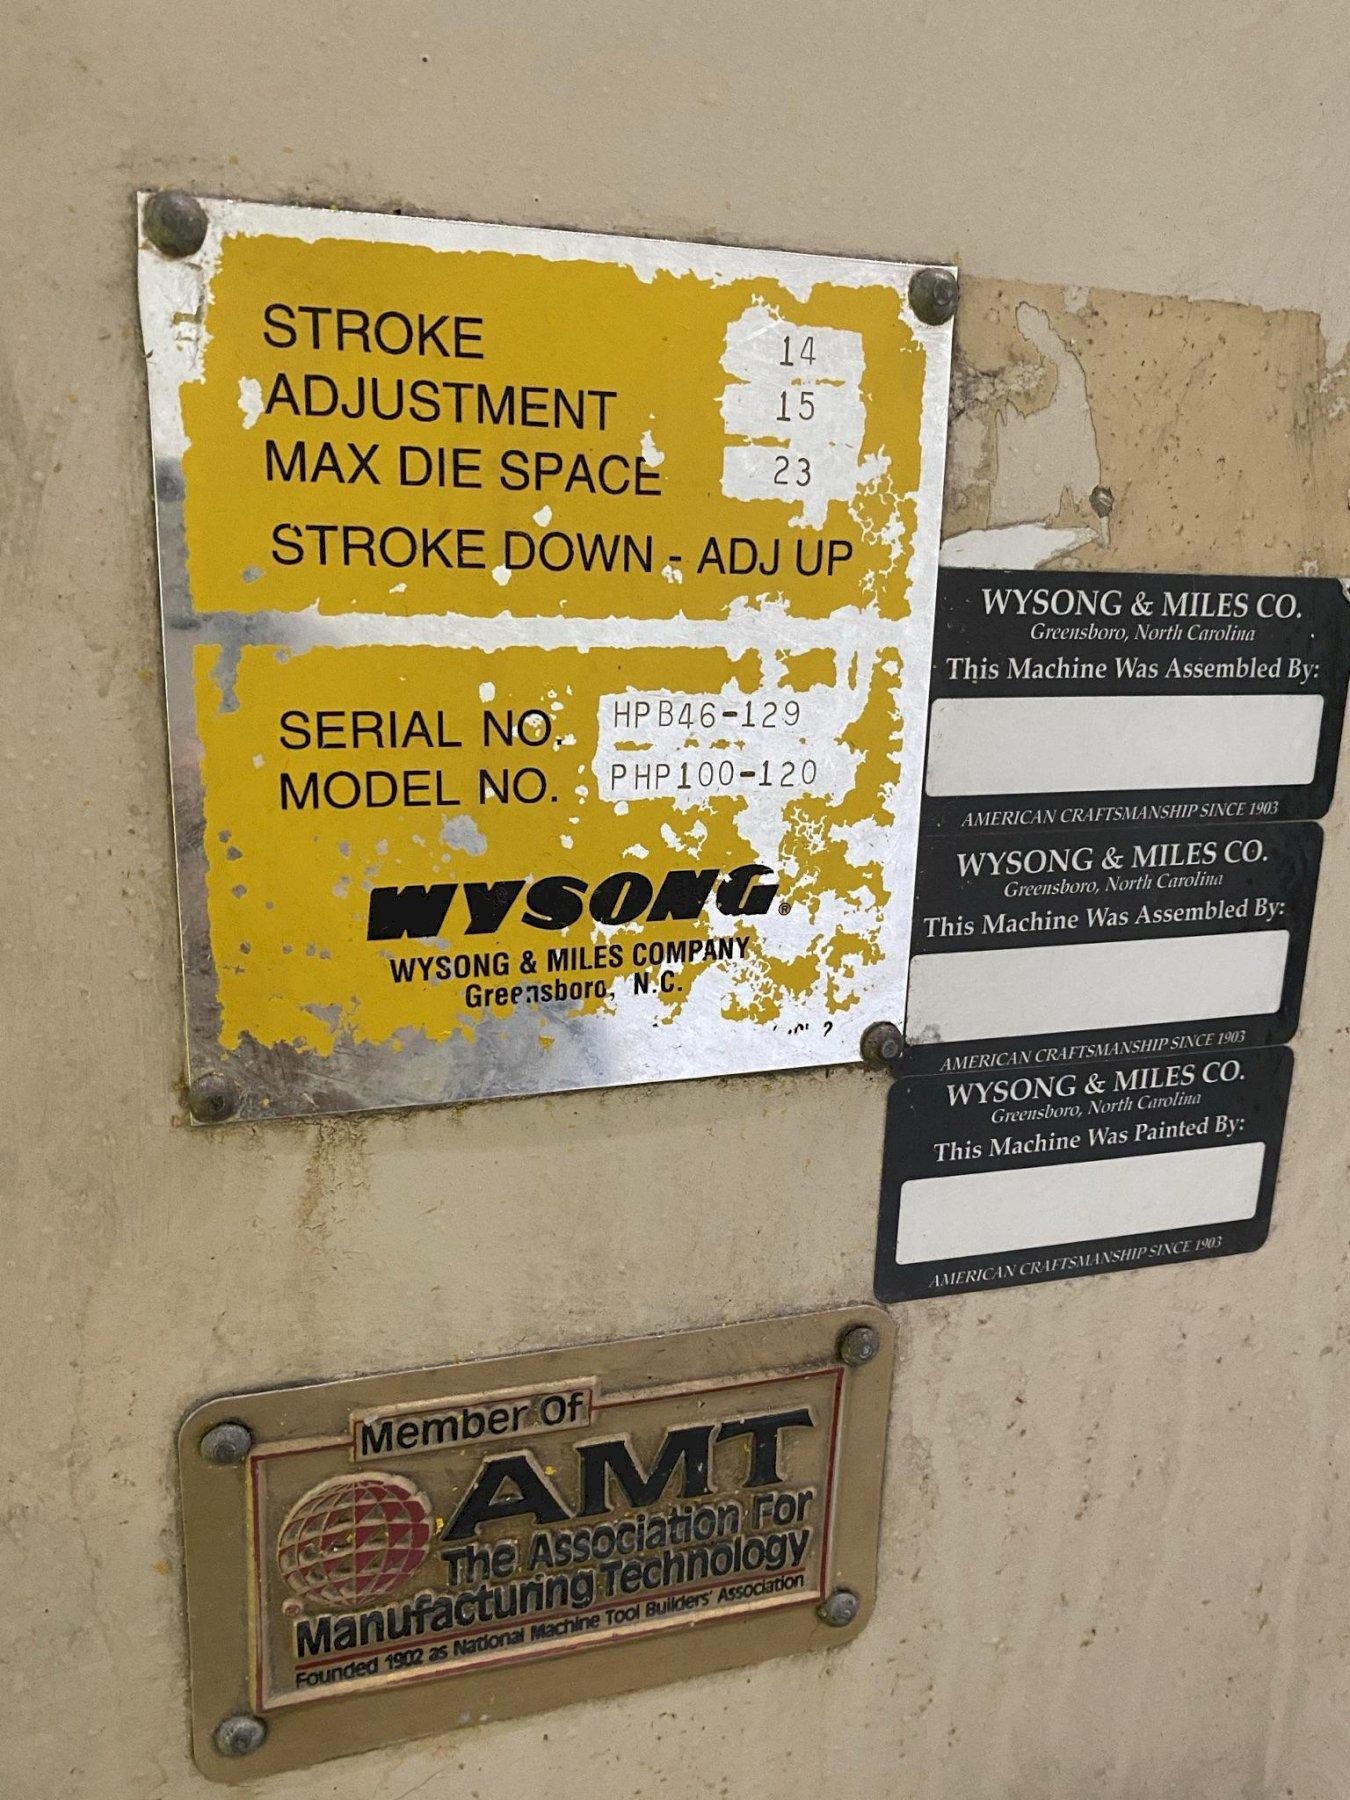 STROKE 14
ADJUSTMENT 15
MAX DIE SPACE 23
STROKE DOWN - ADJ UP
SERIAL NO. HPB46-129
MODEL NO. PHP100-120
WYSONG®
WYSONG & MILES COMPANY
Greensboro, N.C.
WYSONG & MILES CO.
Greensboro, North Carolina
This Machine Was Assembled By:
AMERICAN CRAFTSMANSHIP SINCE 1903
WYSONG & MILES CO.
Greensboro, North Carolina
This Machine Was Assembled By:
AMERICAN CRAFTSMANSHIP SINCE 1903
WYSONG & MILES CO.
Greensboro, North Carolina
This Machine Was Painted By:
AMERICAN CRAFTSMANSHIP SINCE 1903
Member Of
AMT
The Association For
Manufacturing Technology
Founded 1902 as National Machine Tool Builders' Association